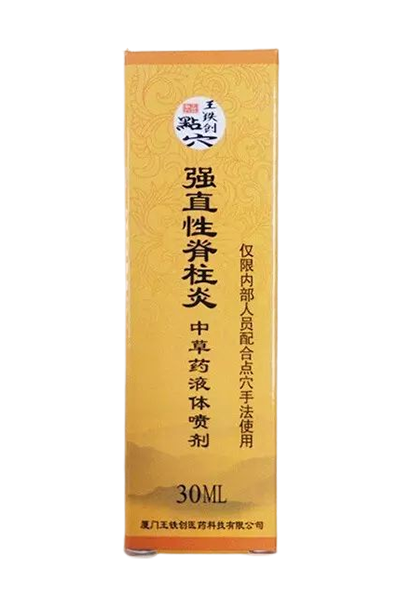 王铁创
點穴
强直性脊柱炎
中草药液体喷剂
仅限内部人员配合点穴手法使用
30ML
厦门王铁创医药科技有限公司